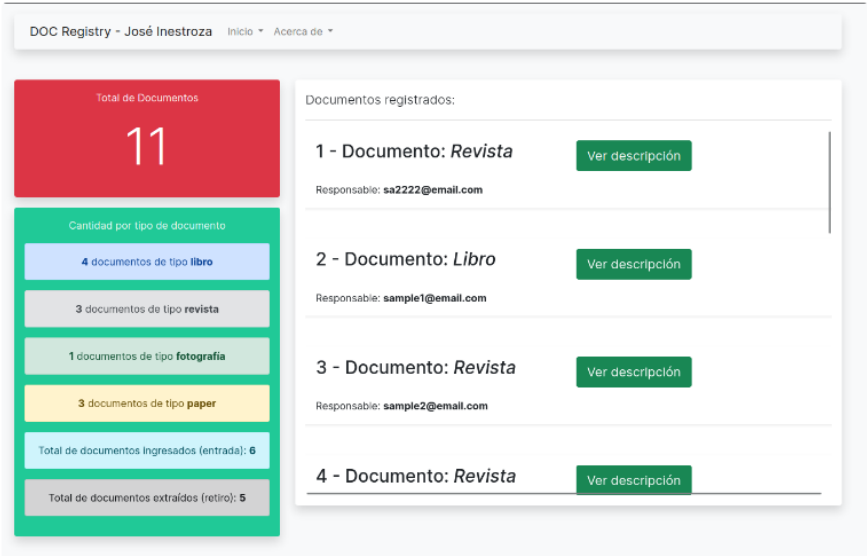 DOC Registry - José Inestroza Inicio Acerca de
Total de Documentos
11
Cantidad por tipo de documento
4 documentos de tipo libro
3 documentos de tipo revista
1 documentos de tipo fotografía
3 documentos de tipo paper
Total de documentos ingresados (entrada): 6
Total de documentos extraídos (retiro): 5
Documentos registrados:
1 - Documento: Revista
Ver descripción
Responsable: sa2222@email.com
2 - Documento: Libro
Ver descripción
Responsable: sample1@email.com
3 - Documento: Revista
Ver descripción
Responsable: sample2@email.com
4 - Documento: Revista
Ver descripción